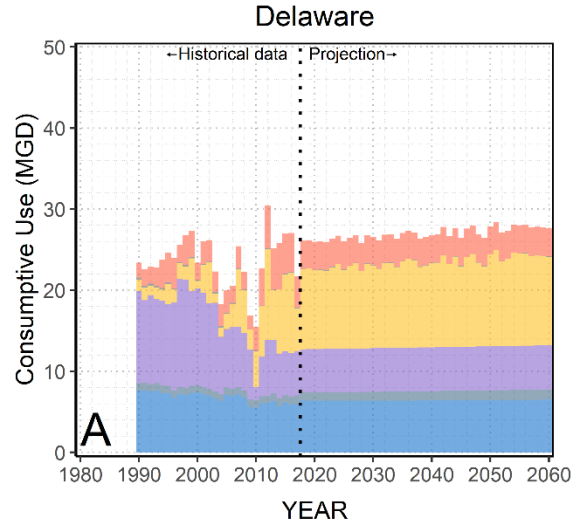 Delaware
←Historical data
Projection→
50
40
30
20
10
0
Consumptive Use (MGD)
A
1980 1990 2000 2010 2020 2030 2040 2050 2060
YEAR